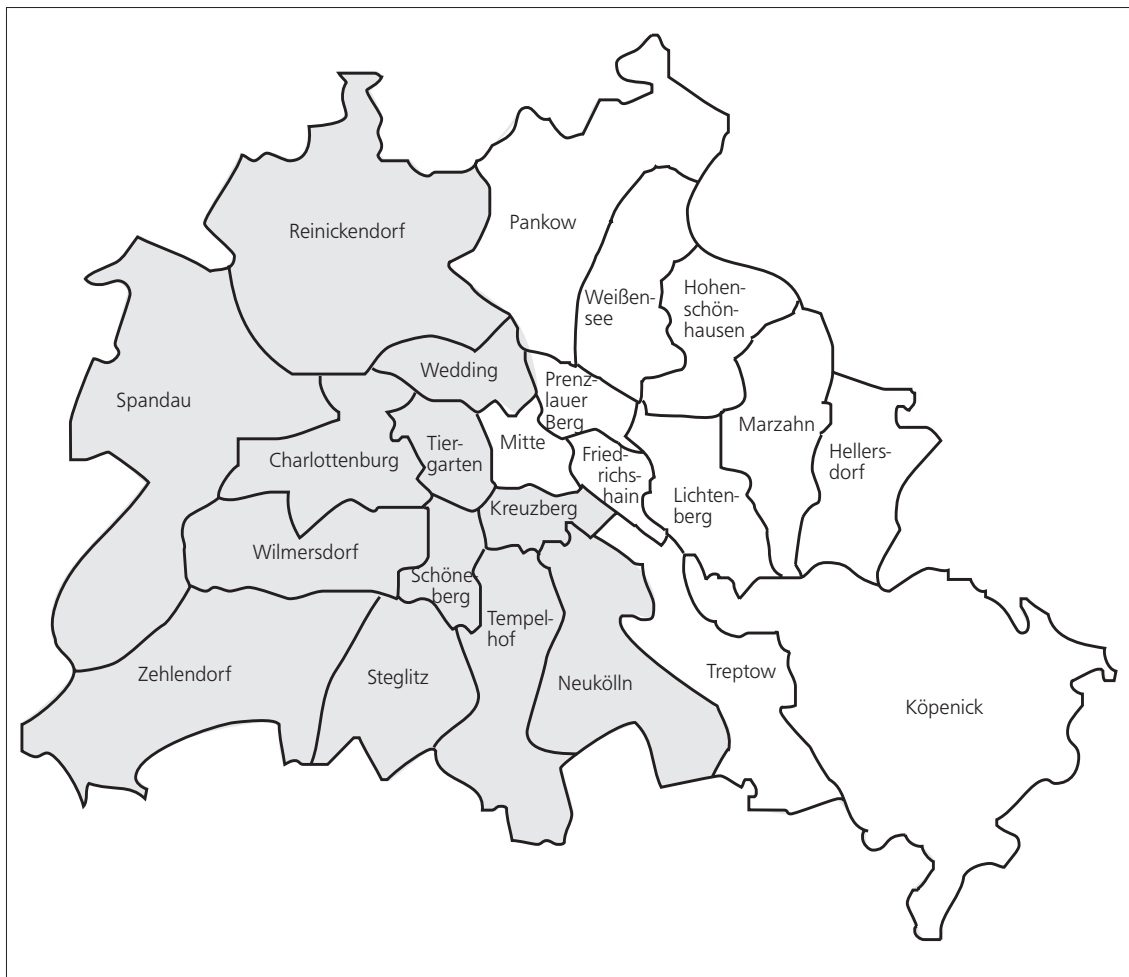 Reinickendorf
Pankow
Weißen-
see
Hohen-
schön-
hausen
Wedding
Spandau
Prenz-
lauer
Berg
Marzahn
Hellers-
dorf
Mitte
Tier-
garten
Charlottenburg
Fried-
richs-
hain
Lichten-
berg
Kreuzberg
Wilmersdorf
Schöne-
berg
Tempel-
hof
Zehlendorf
Steglitz
Neukölln
Treptow
Köpenick